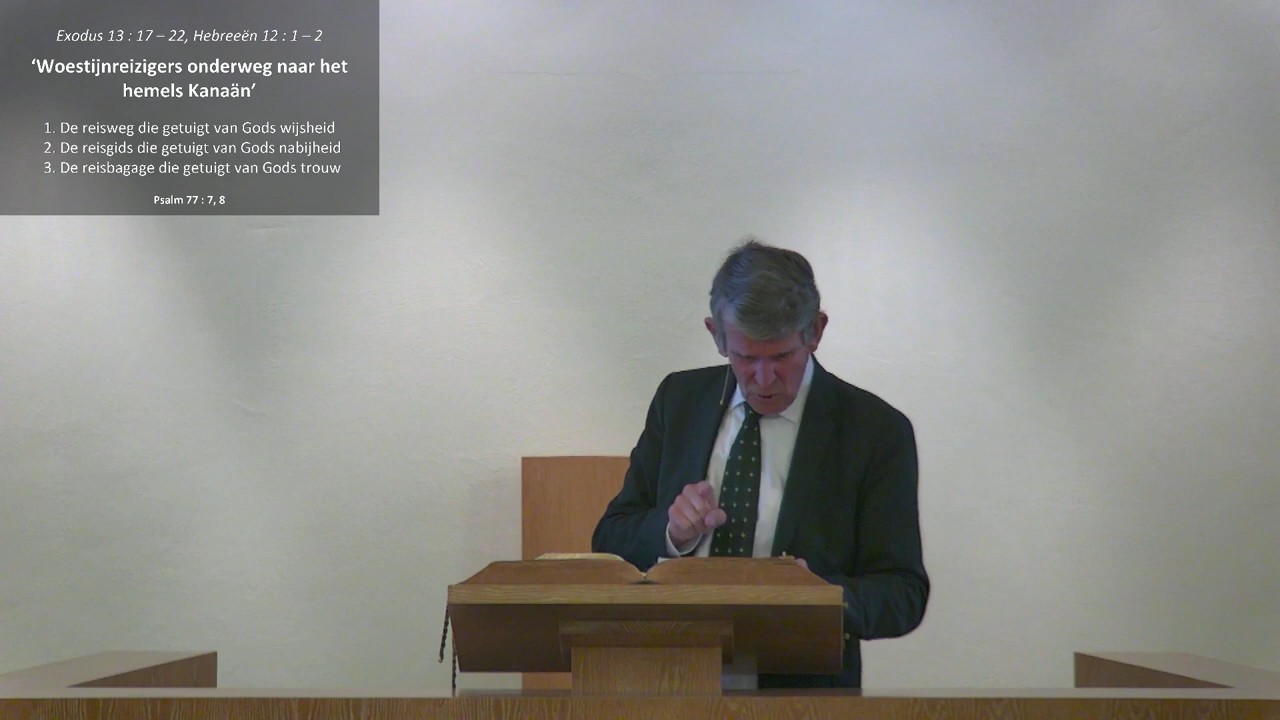 Exodus 13 : 17 – 22, Hebreeën 12 : 1 – 2
‘Woestijnreizigers onderweg naar het
hemels Kanaän’
1. De reisweg die getuigt van Gods wijsheid
2. De reisgids die getuigt van Gods nabijheid
3. De reisbagage die getuigt van Gods trouw
Psalm 77 : 7, 8